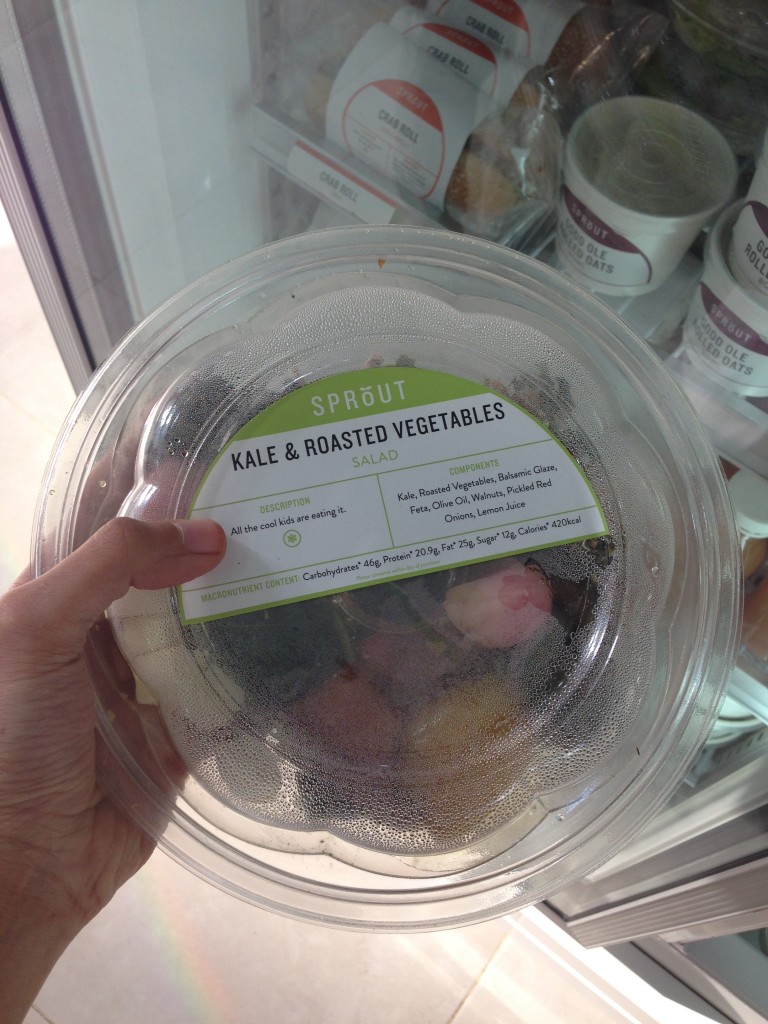 CRAB ROLL
CRAB ROLL
SPROUT
CRAB ROLL
CRAB ROLL
SPROUT
GOOD OLE
ROLLED OATS
SPROUT
GOOD OLE
ROLLED OATS
SPRŏUT
KALE & ROASTED VEGETABLES
SALAD
DESCRIPTION
All the cool kids are eating it.
COMPONENTS
Kale, Roasted Vegetables, Balsamic Glaze,
Feta, Olive Oil, Walnuts, Pickled Red
Onions, Lemon Juice
MACRONUTRIENT CONTENT: Carbohydrates* 46g, Protein* 20.9g, Fat* 25g, Sugar* 12g, Calories* 420kcal